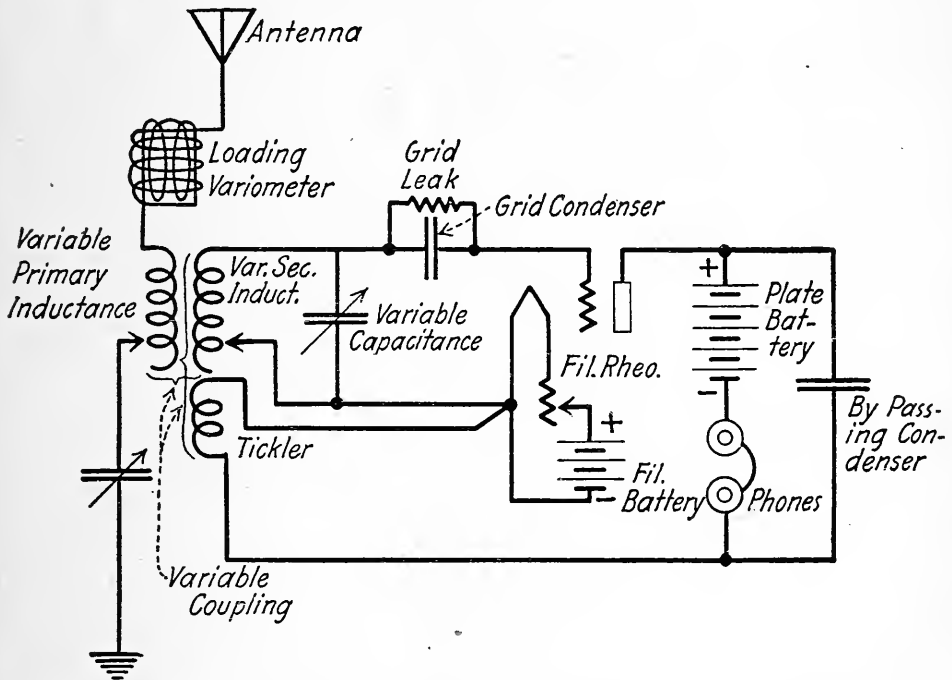 Antenna
Loading
Variometer
Grid
Leak
Grid Condenser
Variable
Primary
Inductance
Var. Sec.
Induct.
Variable
Capacitance
+
Plate
Bat-
tery
-
Fil. Rheo.
+
By Pass-
ing Con-
denser
Tickler
-
Fil.
Battery
Phones
Variable
Coupling